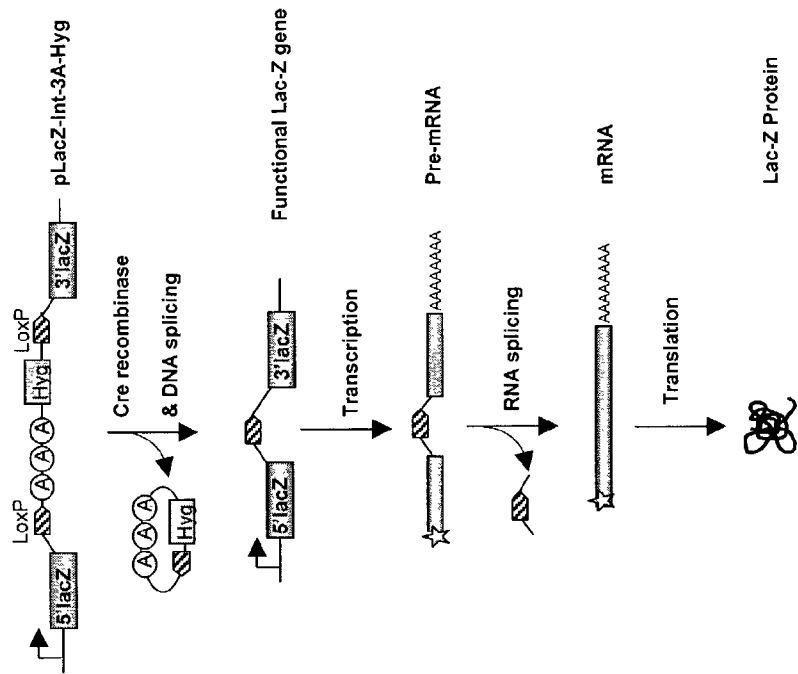 LoxP
LoxP
5'lacZ
A A A
Hyg
3'lacZ
pLacZ-Int-3A-Hyg
Cre recombinase
& DNA splicing
A A A
Hyg
5'lacZ
3'lacZ
Functional Lac-Z gene
Transcription
AAAAAAAA
Pre-mRNA
RNA splicing
AAAAAAAA
mRNA
Translation
Lac-Z Protein